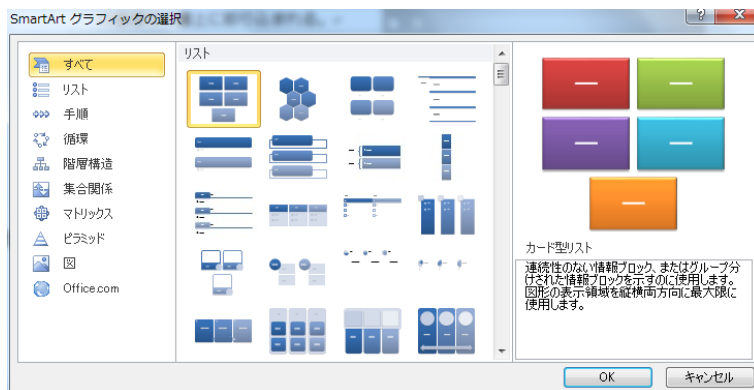 SmartArt グラフィックの選択
すべて
リスト
手順
循環
階層構造
集合関係
マトリックス
ピラミッド
図
Office.com
リスト
カード型リスト
連続性のない情報ブロック、またはグループ分
けされた情報ブロックを示すのに使用します。
図形の表示領域を縦横両方向に最大限に
使用します。
OK
キャンセル